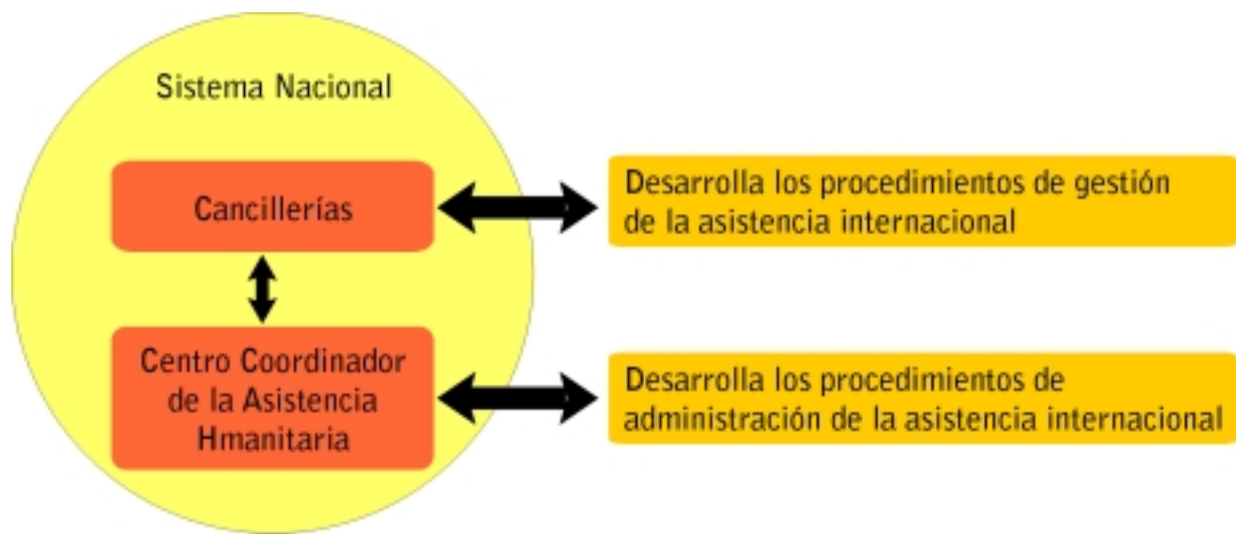 Sistema Nacional
Cancillerías
Desarrolla los procedimientos de gestión
de la asistencia internacional
Centro Coordinador
de la Asistencia
Hmanitaria
Desarrolla los procedimientos de
administración de la asistencia internacional